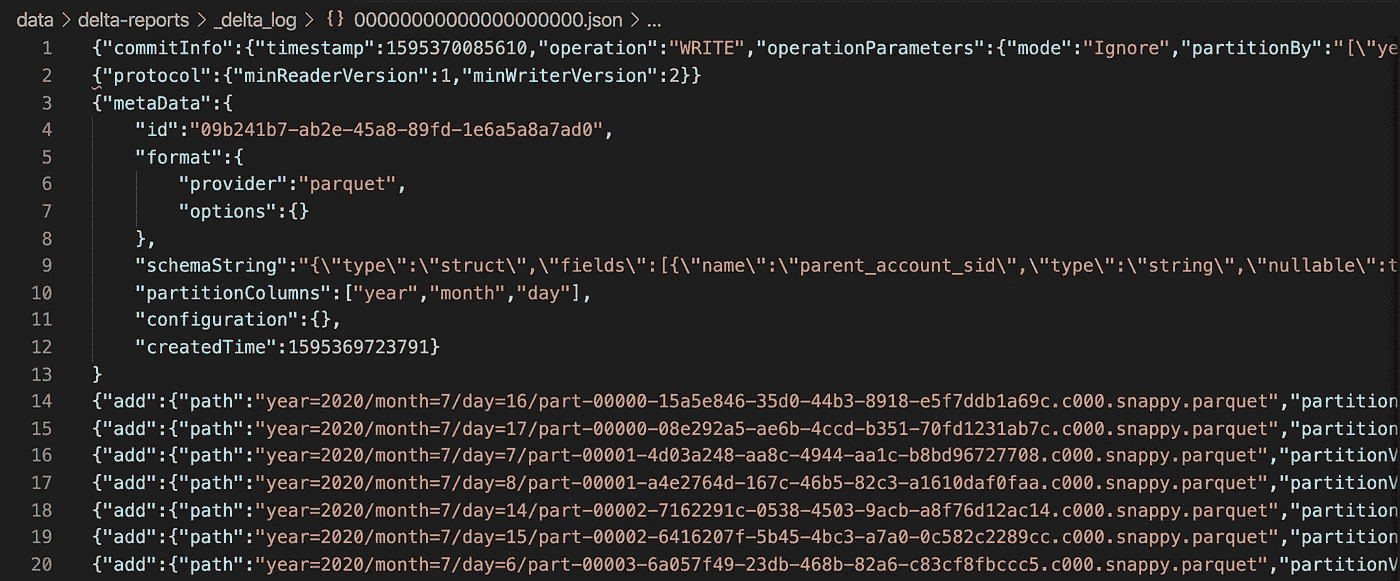 data > delta-reports > _delta_log > {} 00000000000000000000.json > ...
1 {"commitInfo":{"timestamp":1595370085610,"operation":"WRITE","operationParameters":{"mode":"Ignore","partitionBy":"[\"ye
2 {"protocol":{"minReaderVersion":1,"minWriterVersion":2}}
3 {"metaData":{
4 "id":"09b241b7-ab2e-45a8-89fd-1e6a5a8a7ad0",
5 "format":{
6 "provider":"parquet",
7 "options":{}
8 },
9 "schemaString":"{\"type\":\"struct\",\"fields\":[{\"name\":\"parent_account_sid\",\"type\":\"string\",\"nullable\":t
10 "partitionColumns":["year","month","day"],
11 "configuration":{},
12 "createdTime":1595369723791}
13 }
14 {"add":{"path":"year=2020/month=7/day=16/part-00000-15a5e846-35d0-44b3-8918-e5f7ddb1a69c.c000.snappy.parquet","partition
15 {"add":{"path":"year=2020/month=7/day=17/part-00000-08e292a5-ae6b-4ccd-b351-70fd1231ab7c.c000.snappy.parquet","partition
16 {"add":{"path":"year=2020/month=7/day=7/part-00001-4d03a248-aa8c-4944-aa1c-b8bd96727708.c000.snappy.parquet","partitionV
17 {"add":{"path":"year=2020/month=7/day=8/part-00001-a4e2764d-167c-46b5-82c3-a1610daf0faa.c000.snappy.parquet","partitionV
18 {"add":{"path":"year=2020/month=7/day=14/part-00002-7162291c-0538-4503-9acb-a8f76d12ac14.c000.snappy.parquet","partition
19 {"add":{"path":"year=2020/month=7/day=15/part-00002-6416207f-5b45-4bc3-a7a0-0c582c2289cc.c000.snappy.parquet","partition
20 {"add":{"path":"year=2020/month=7/day=6/part-00003-6a057f49-23db-468b-82a6-c83cf8fbccc5.c000.snappy.parquet","partitionV